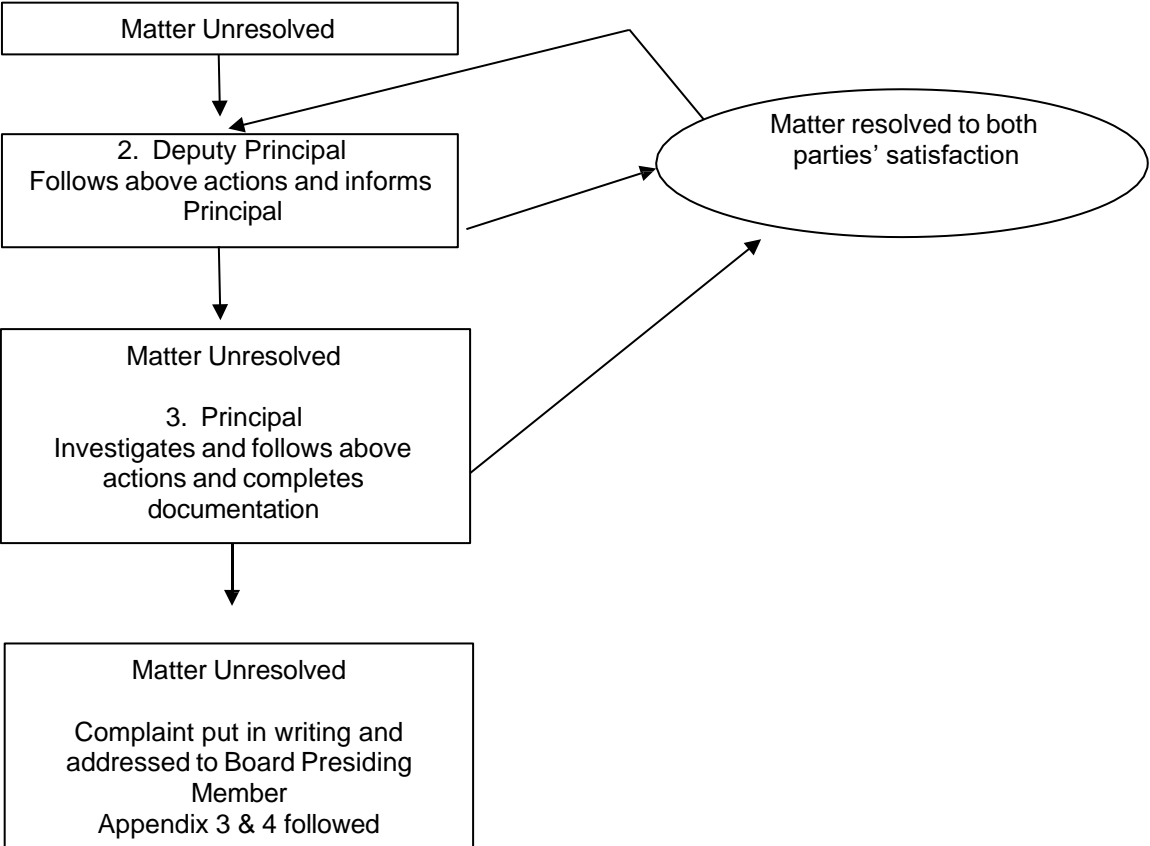 Matter Unresolved
2. Deputy Principal
Follows above actions and informs
Principal
Matter resolved to both
parties’ satisfaction
Matter Unresolved
3. Principal
Investigates and follows above
actions and completes
documentation
Matter Unresolved
Complaint put in writing and
addressed to Board Presiding
Member
Appendix 3 & 4 followed